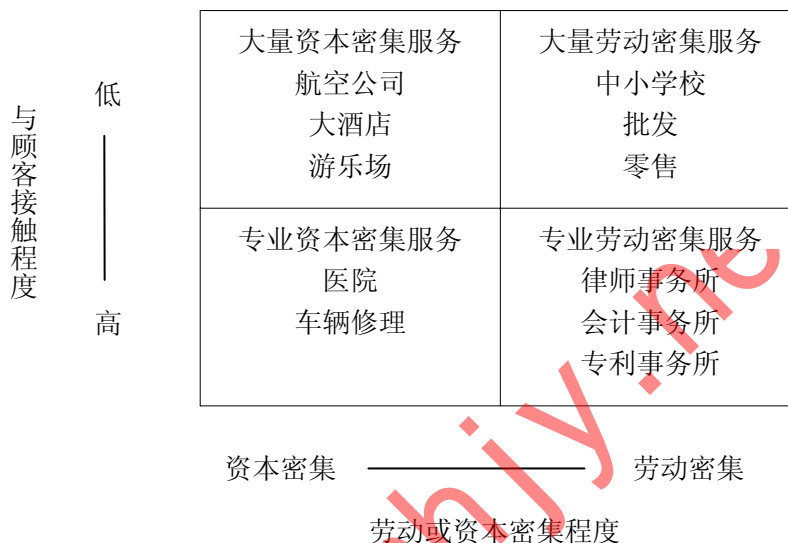 大量资本密集服务
航空公司
大酒店
游乐场
大量劳动密集服务
中小学校
批发
零售
与顾客接触程度
低
高
专业资本密集服务
医院
车辆修理
专业劳动密集服务
律师事务所
会计事务所
专利事务所
资本密集
劳动密集
劳动或资本密集程度
hjy.ne